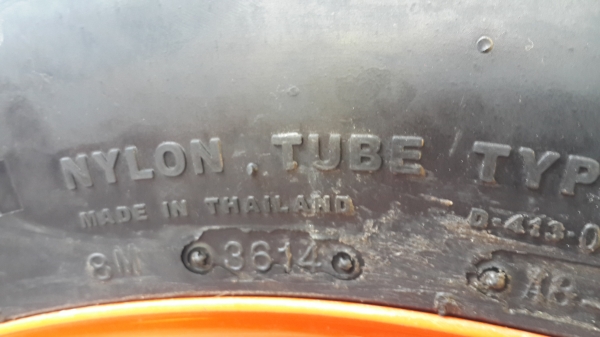 NYLON TUBE TYP
MADE IN THAILAND D-413-0
8M 3614 A8